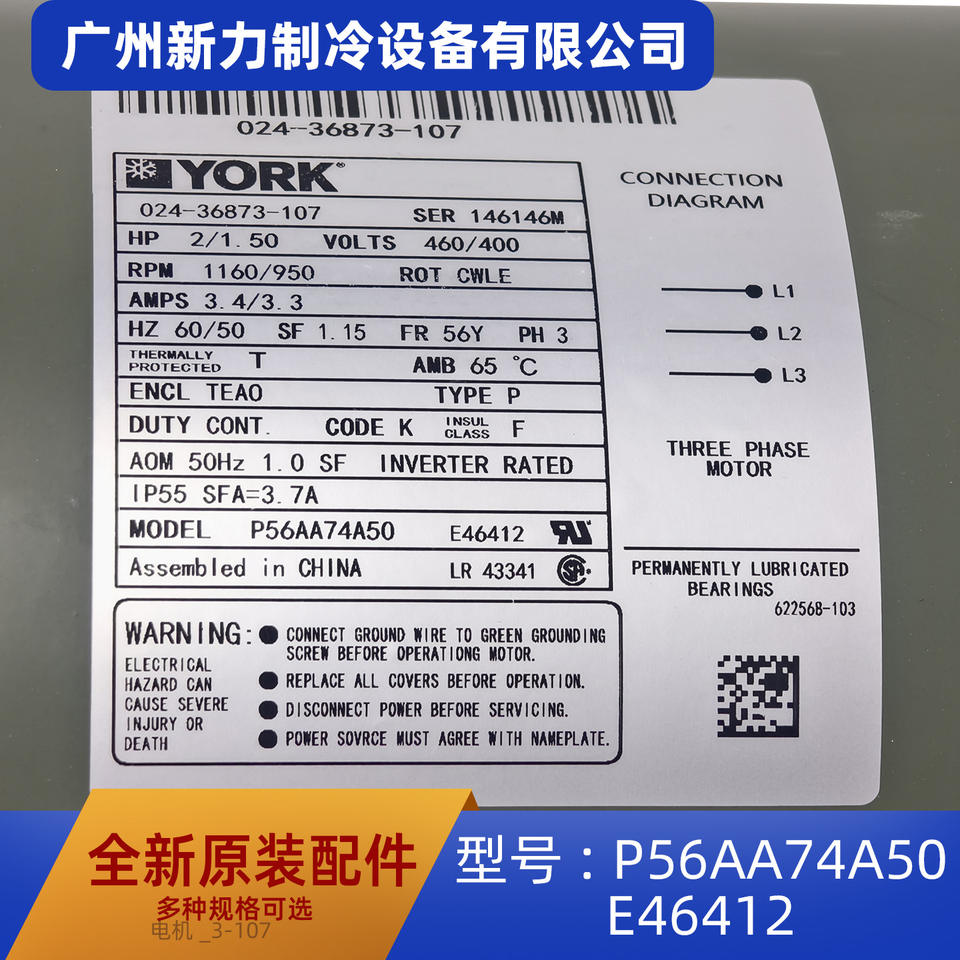 广州新力制冷设备有限公司
024-36873-107
YORK®
024-36873-107 SER 146146M
HP 2/1.50 VOLTS 460/400
RPM 1160/950 ROT CWLE
AMPS 3.4/3.3
HZ 60/50 SF 1.15 FR 56Y PH 3
THERMALLY PROTECTED T AMB 65 °C
ENCL TEAO TYPE P
DUTY CONT. CODE K INSUL CLASS F
AOM 50Hz 1.0 SF INVERTER RATED
IP55 SFA=3.7A
MODEL P56AA74A50 E46412 RU
Assembled in CHINA LR 43341 SA
CONNECTION
DIAGRAM
L1
L2
L3
THREE PHASE
MOTOR
PERMANENTLY LUBRICATED
BEARINGS
622568-103
WARNING:
ELECTRICAL
HAZARD CAN
CAUSE SEVERE
INJURY OR
DEATH
● CONNECT GROUND WIRE TO GREEN GROUNDING
SCREW BEFORE OPERATIONG MOTOR.
● REPLACE ALL COVERS BEFORE OPERATION.
● DISCONNECT POWER BEFORE SERVICING.
● POWER SOVRCE MUST AGREE WITH NAMEPLATE.
全新原装配件
多种规格可选
电机 _3-107
型号：P56AA74A50
E46412